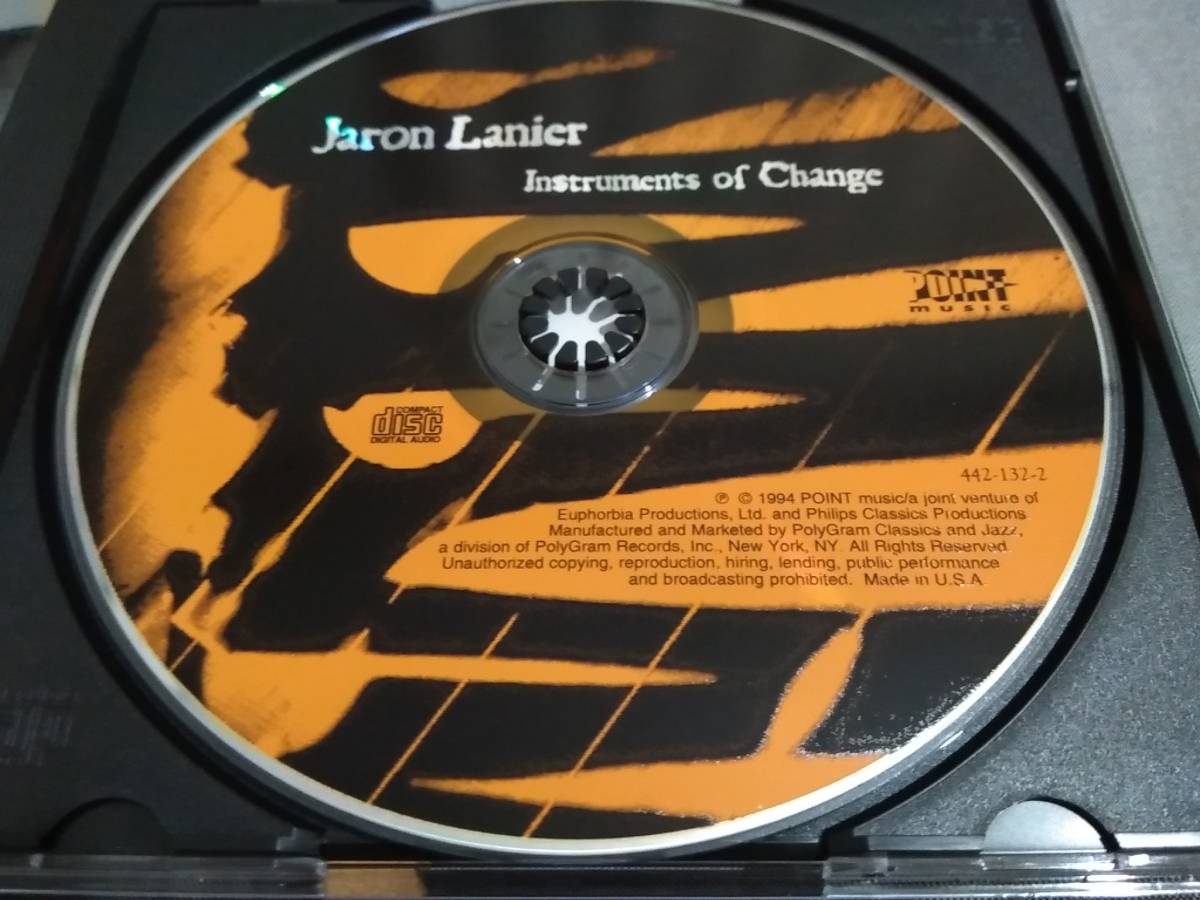 Jaron Lanier
Instruments of Change
POINT
music
COMPACT
disc
DIGITAL AUDIO
442-132-2
℗ © 1994 POINT music/a joint venture of
Euphorbia Productions, Ltd. and Philips Classics Productions
Manufactured and Marketed by PolyGram Classics and Jazz,
a division of PolyGram Records, Inc., New York, NY. All Rights Reserved.
Unauthorized copying, reproduction, hiring, lending, public performance
and broadcasting prohibited. Made in U.S.A